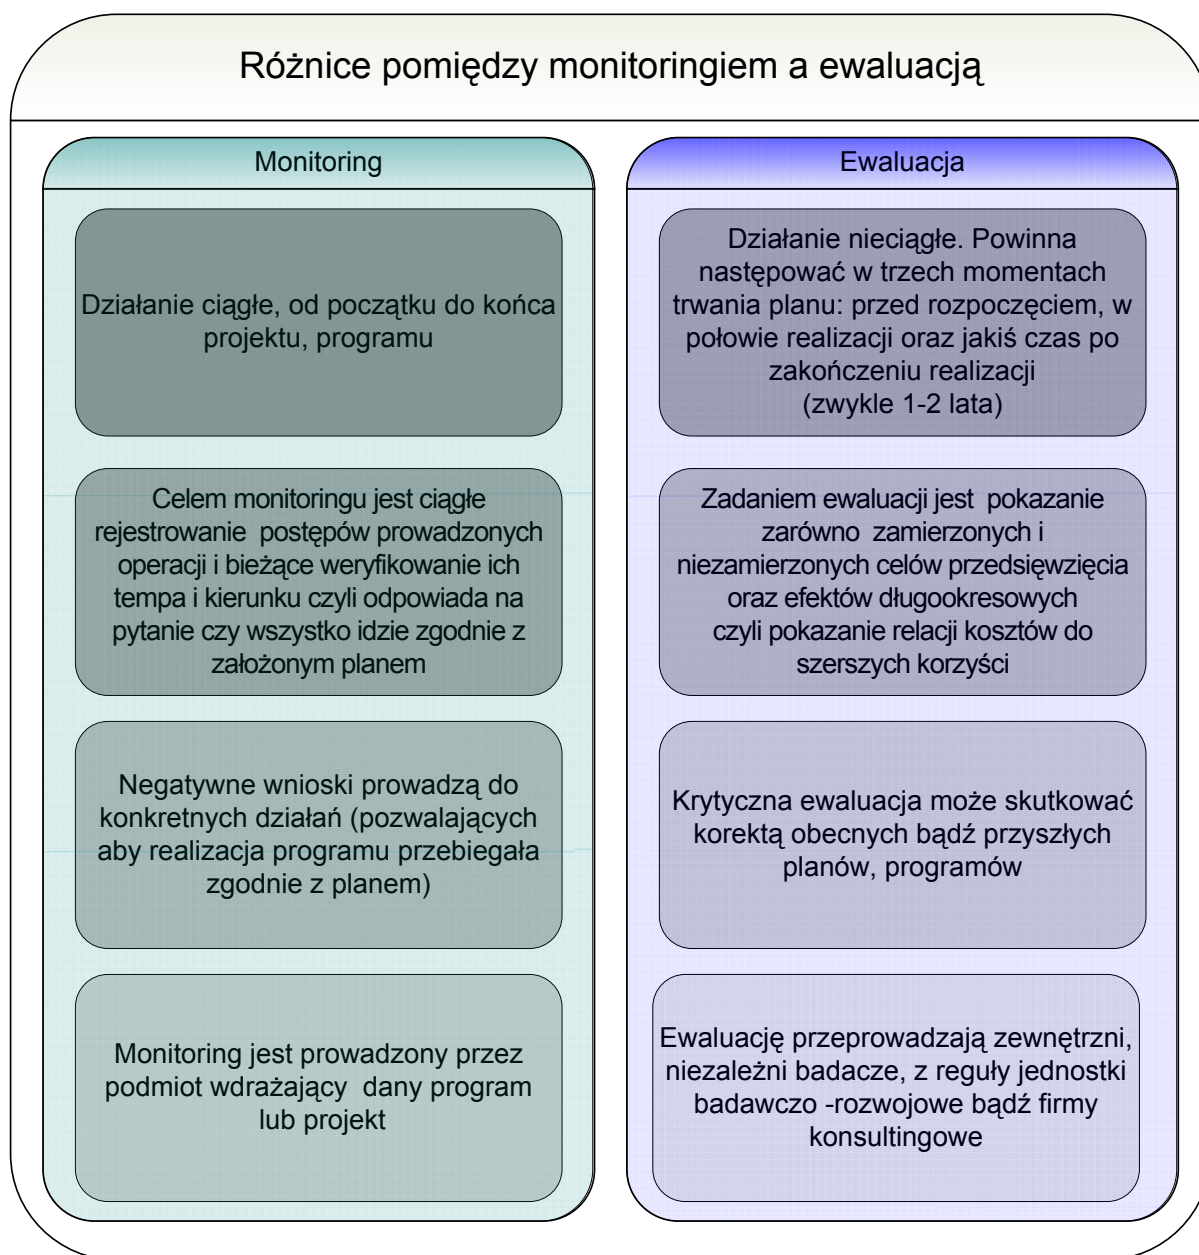 Różnice pomiędzy monitoringiem a ewaluacją
Monitoring
Działanie ciągłe, od początku do końca
projektu, programu
Celem monitoringu jest ciągłe
rejestrowanie postępów prowadzonych
operacji i bieżące weryfikowanie ich
tempa i kierunku czyli odpowiada na
pytanie czy wszystko idzie zgodnie z
założonym planem
Negatywne wnioski prowadzą do
konkretnych działań (pozwalających
aby realizacja programu przebiegała
zgodnie z planem)
Monitoring jest prowadzony przez
podmiot wdrażający dany program
lub projekt
Ewaluacja
Działanie nieciągłe. Powinna
następować w trzech momentach
trwania planu: przed rozpoczęciem, w
połowie realizacji oraz jakiś czas po
zakończeniu realizacji
(zwykle 1-2 lata)
Zadaniem ewaluacji jest pokazanie
zarówno zamierzonych i
niezamierzonych celów przedsięwzięcia
oraz efektów długookresowych
czyli pokazanie relacji kosztów do
szerszych korzyści
Krytyczna ewaluacja może skutkować
korektą obecnych bądź przyszłych
planów, programów
Ewaluację przeprowadzają zewnętrzni,
niezależni badacze, z reguły jednostki
badawczo -rozwojowe bądź firmy
konsultingowe